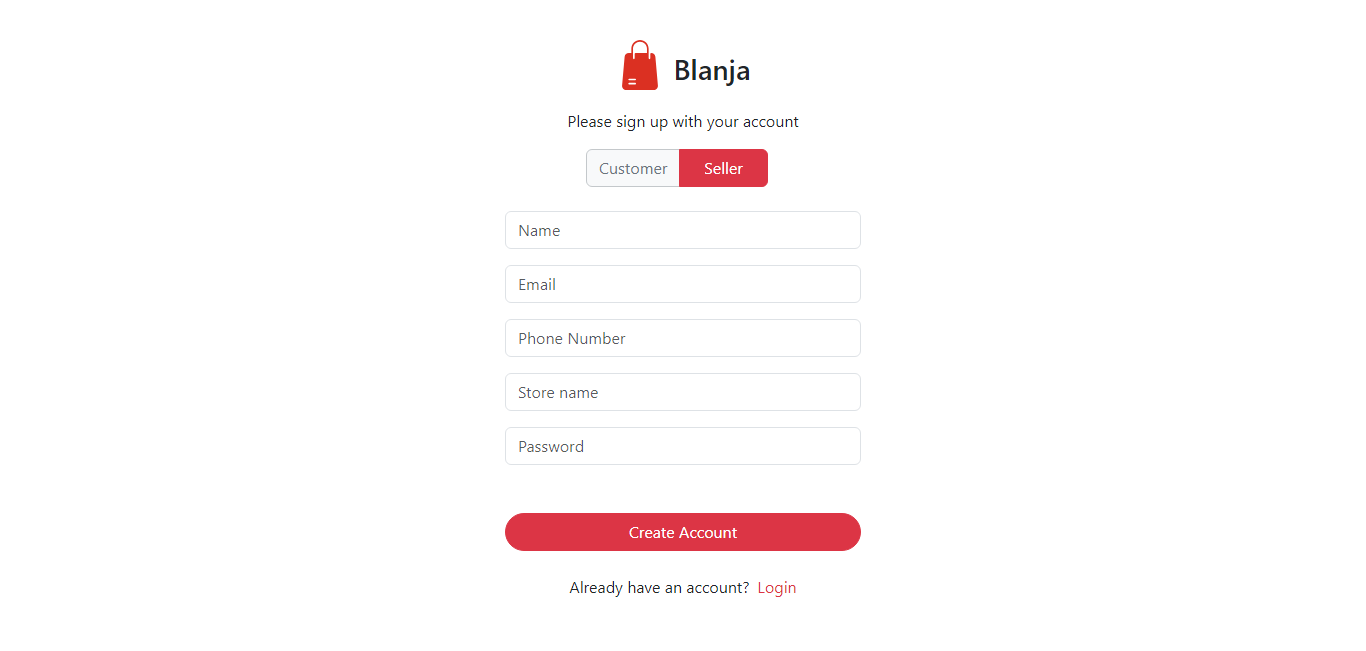 Blanja
Please sign up with your account
Customer Seller
Name
Email
Phone Number
Store name
Password
Create Account
Already have an account? Login